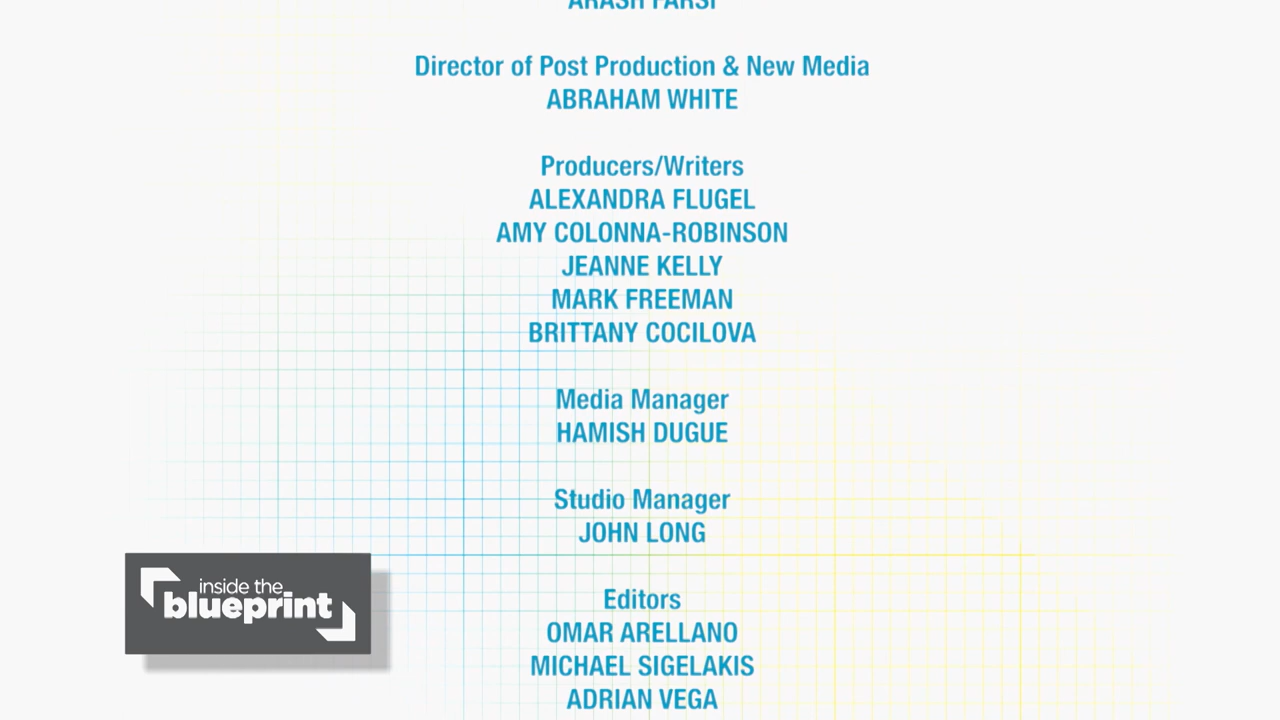 ARASH FARSI
Director of Post Production & New Media
ABRAHAM WHITE
Producers/Writers
ALEXANDRA FLUGEL
AMY COLONNA-ROBINSON
JEANNE KELLY
MARK FREEMAN
BRITTANY COCILOVA
Media Manager
HAMISH DUGUE
Studio Manager
JOHN LONG
Editors
OMAR ARELLANO
MICHAEL SIGELAKIS
ADRIAN VEGA
inside the
blueprint